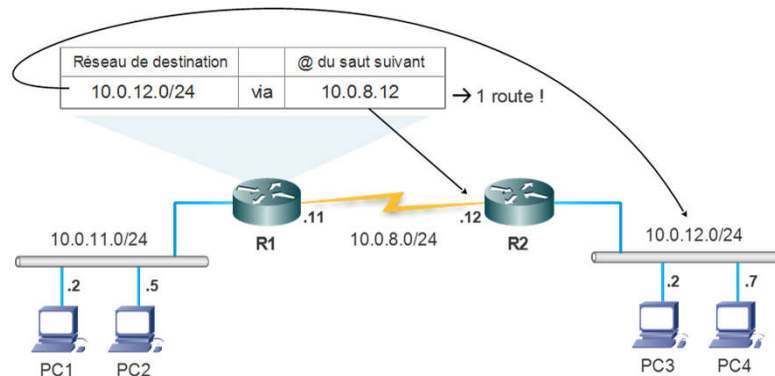 Réseau de destination @ du saut suivant
10.0.12.0/24 via 10.0.8.12
→ 1 route !
.11 .12
R1 10.0.8.0/24 R2
10.0.11.0/24
10.0.12.0/24
.2 .5
.2 .7
PC1 PC2
PC3 PC4